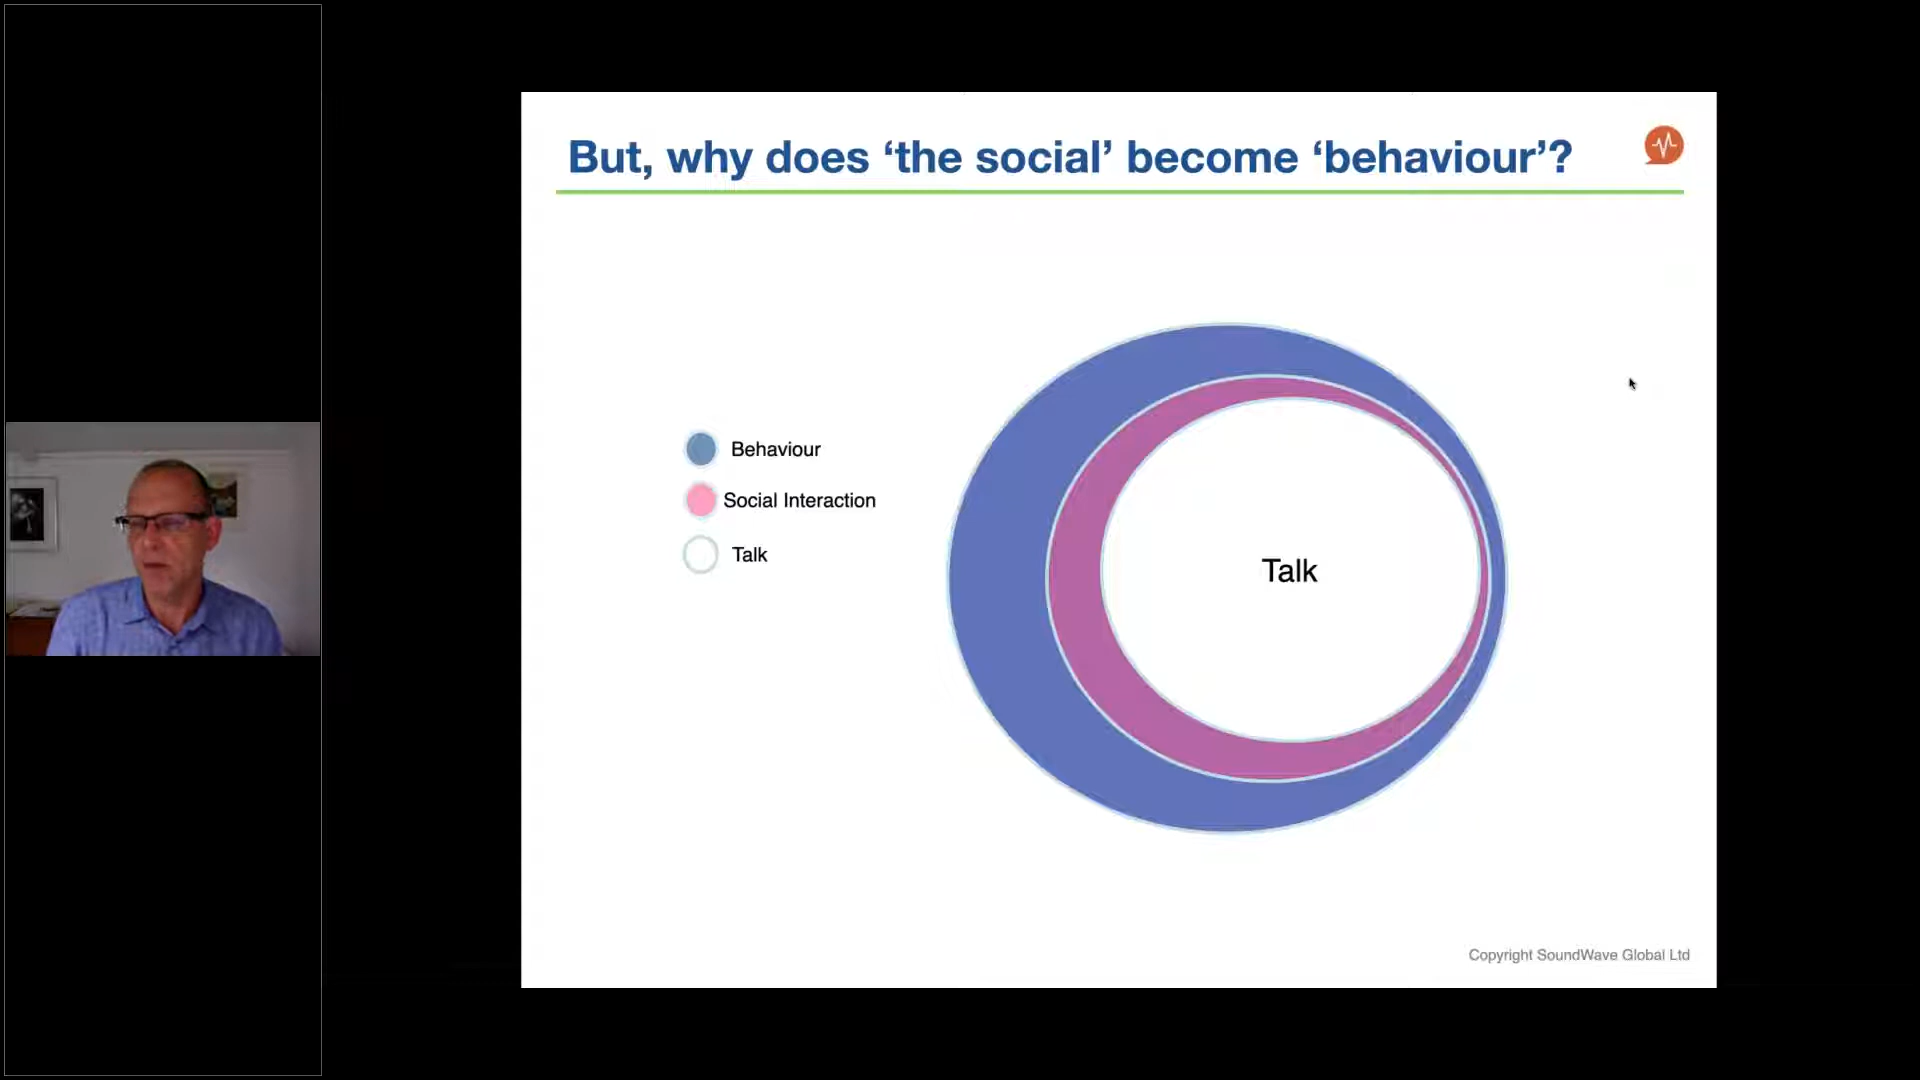 But, why does ‘the social’ become ‘behaviour’?
Behaviour
Social Interaction
Talk
Talk
Copyright SoundWave Global Ltd